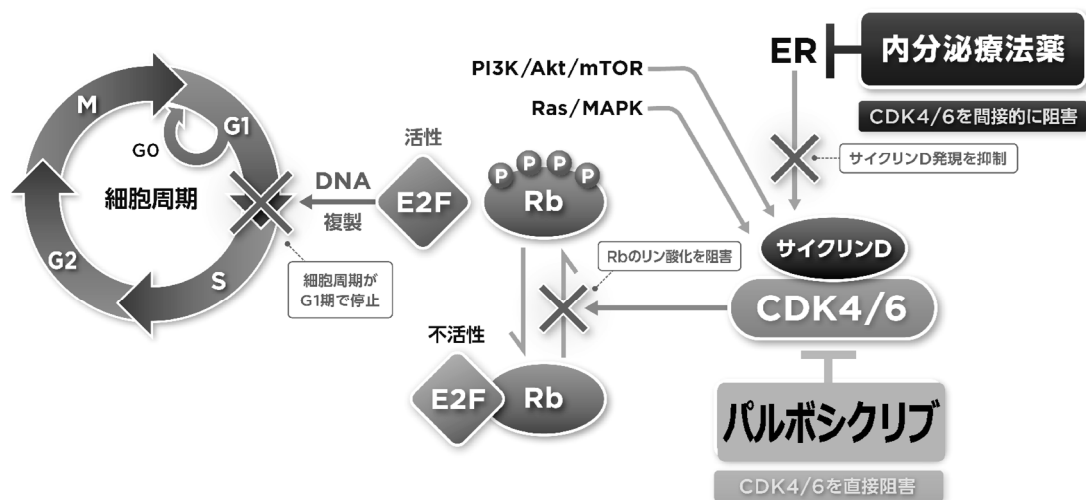 M
G1
G0
細胞周期
G2
S
細胞周期が
G1期で停止
DNA
複製
活性
E2F
P
P
P
P
Rb
不活性
E2F
Rb
Rbのリン酸化を阻害
PI3K/Akt/mTOR
Ras/MAPK
ER
内分泌療法薬
CDK4/6を間接的に阻害
サイクリンD発現を抑制
サイクリンD
CDK4/6
パルボシクリブ
CDK4/6を直接阻害